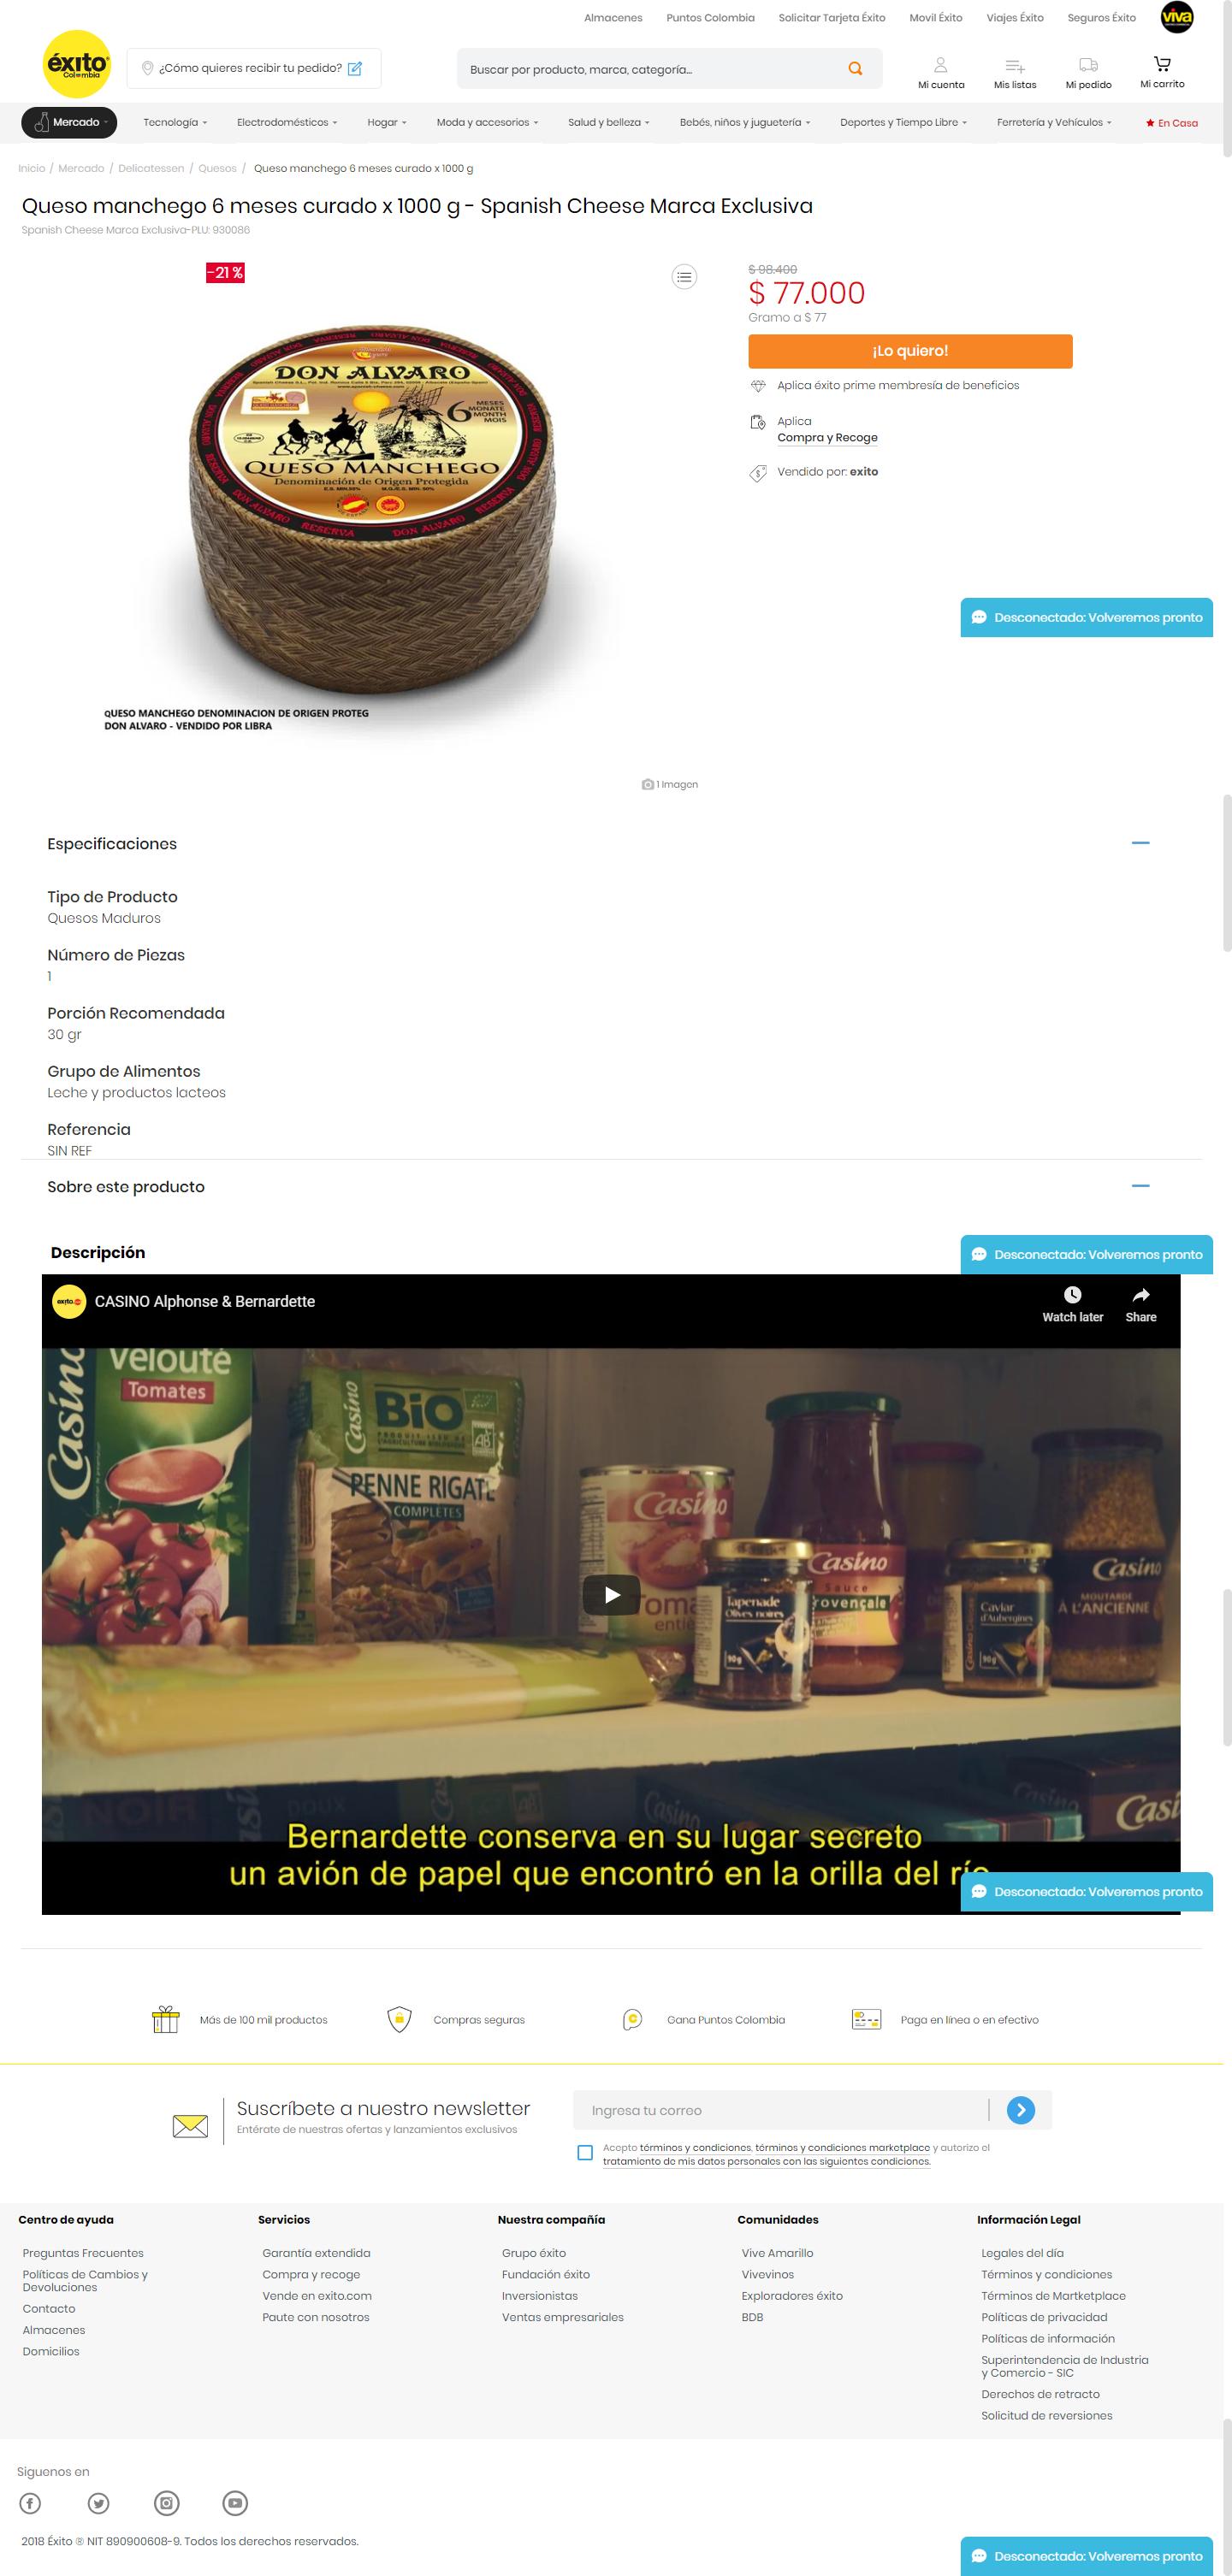 Almacenes Puntos Colombia Solicitar Tarjeta Éxito Movil Éxito Viajes Éxito Seguros Éxito viva
éxito
Colombia
¿Cómo quieres recibir tu pedido?
Buscar por producto, marca, categoría...
Mi cuenta Mis listas Mi pedido Mi carrito
Mercado Tecnología Electrodomésticos Hogar Moda y accesorios Salud y belleza Bebés, niños y juguetería Deportes y Tiempo Libre Ferretería y Vehículos En Casa
Inicio / Mercado / Delicatessen / Quesos / Queso manchego 6 meses curado x 1000 g
Queso manchego 6 meses curado x 1000 g - Spanish Cheese Marca Exclusiva
Spanish Cheese Marca Exclusiva-PLU: 930086
-21 %
DON ALVARO
6 MESES
MONATE
MONTH
MOIS
QUESO MANCHEGO
Denominación de Origen Protegida
DON ALVARO RESERVA DON ALVARO RESERVA
QUESO MANCHEGO DENOMINACION DE ORIGEN PROTEG
DON ALVARO - VENDIDO POR LIBRA
1 Imagen
$ 98.400
$ 77.000
Gramo a $ 77
¡Lo quiero!
Aplica éxito prime membresía de beneficios
Aplica
Compra y Recoge
Vendido por: exito
Desconectado: Volveremos pronto
Especificaciones
Tipo de Producto
Quesos Maduros
Número de Piezas
1
Porción Recomendada
30 gr
Grupo de Alimentos
Leche y productos lacteos
Referencia
SIN REF
Sobre este producto
Descripción
Desconectado: Volveremos pronto
CASINO Alphonse & Bernardette
Watch later Share
Casino
Velouté
Tomates
Casino
BIO
AB
PENNE RIGATE
COMPLETES
Casino
Tapenade
Olives noires
90g
Casino
Sauce
Provençale
Caviar
d'Aubergines
90g
Casino
MOUTARDE
À L'ANCIENNE
Casino
Bernardette conserva en su lugar secreto
un avión de papel que encontró en la orilla del río
Desconectado: Volveremos pronto
Más de 100 mil productos
Compras seguras
Gana Puntos Colombia
Paga en línea o en efectivo
Suscríbete a nuestro newsletter
Entérate de nuestras ofertas y lanzamientos exclusivos
Ingresa tu correo
Acepto términos y condiciones, términos y condiciones marketplace y autorizo el
tratamiento de mis datos personales con las siguientes condiciones.
Centro de ayuda
Preguntas Frecuentes
Políticas de Cambios y
Devoluciones
Contacto
Almacenes
Domicilios
Servicios
Garantía extendida
Compra y recoge
Vende en exito.com
Paute con nosotros
Nuestra compañía
Grupo éxito
Fundación éxito
Inversionistas
Ventas empresariales
Comunidades
Vive Amarillo
Vivevinos
Exploradores éxito
BDB
Información Legal
Legales del día
Términos y condiciones
Términos de Martketplace
Políticas de privacidad
Políticas de información
Superintendencia de Industria
y Comercio - SIC
Derechos de retracto
Solicitud de reversiones
Siguenos en
2018 Éxito ® NIT 890900608-9. Todos los derechos reservados.
Desconectado: Volveremos pronto